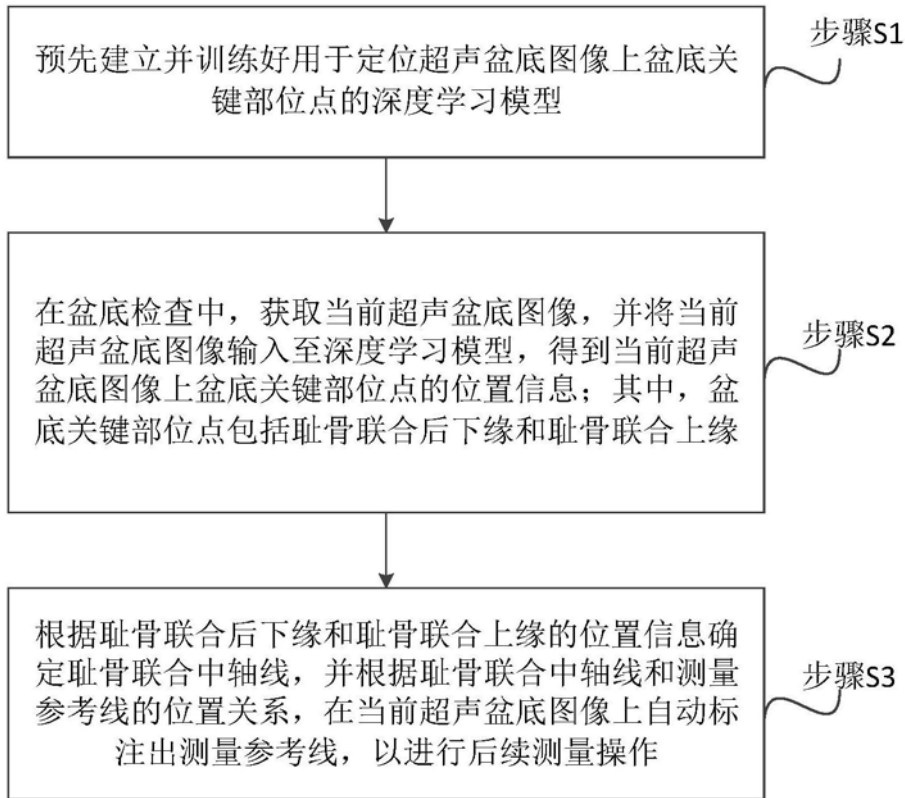 步骤S1
预先建立并训练好用于定位超声盆底图像上盆底关
键部位点的深度学习模型
在盆底检查中，获取当前超声盆底图像，并将当前
超声盆底图像输入至深度学习模型，得到当前超声
盆底图像上盆底关键部位点的位置信息；其中，盆
底关键部位点包括耻骨联合后下缘和耻骨联合上缘
步骤S2
根据耻骨联合后下缘和耻骨联合上缘的位置信息确
定耻骨联合中轴线，并根据耻骨联合中轴线和测量
参考线的位置关系，在当前超声盆底图像上自动标
注出测量参考线，以进行后续测量操作
步骤S3